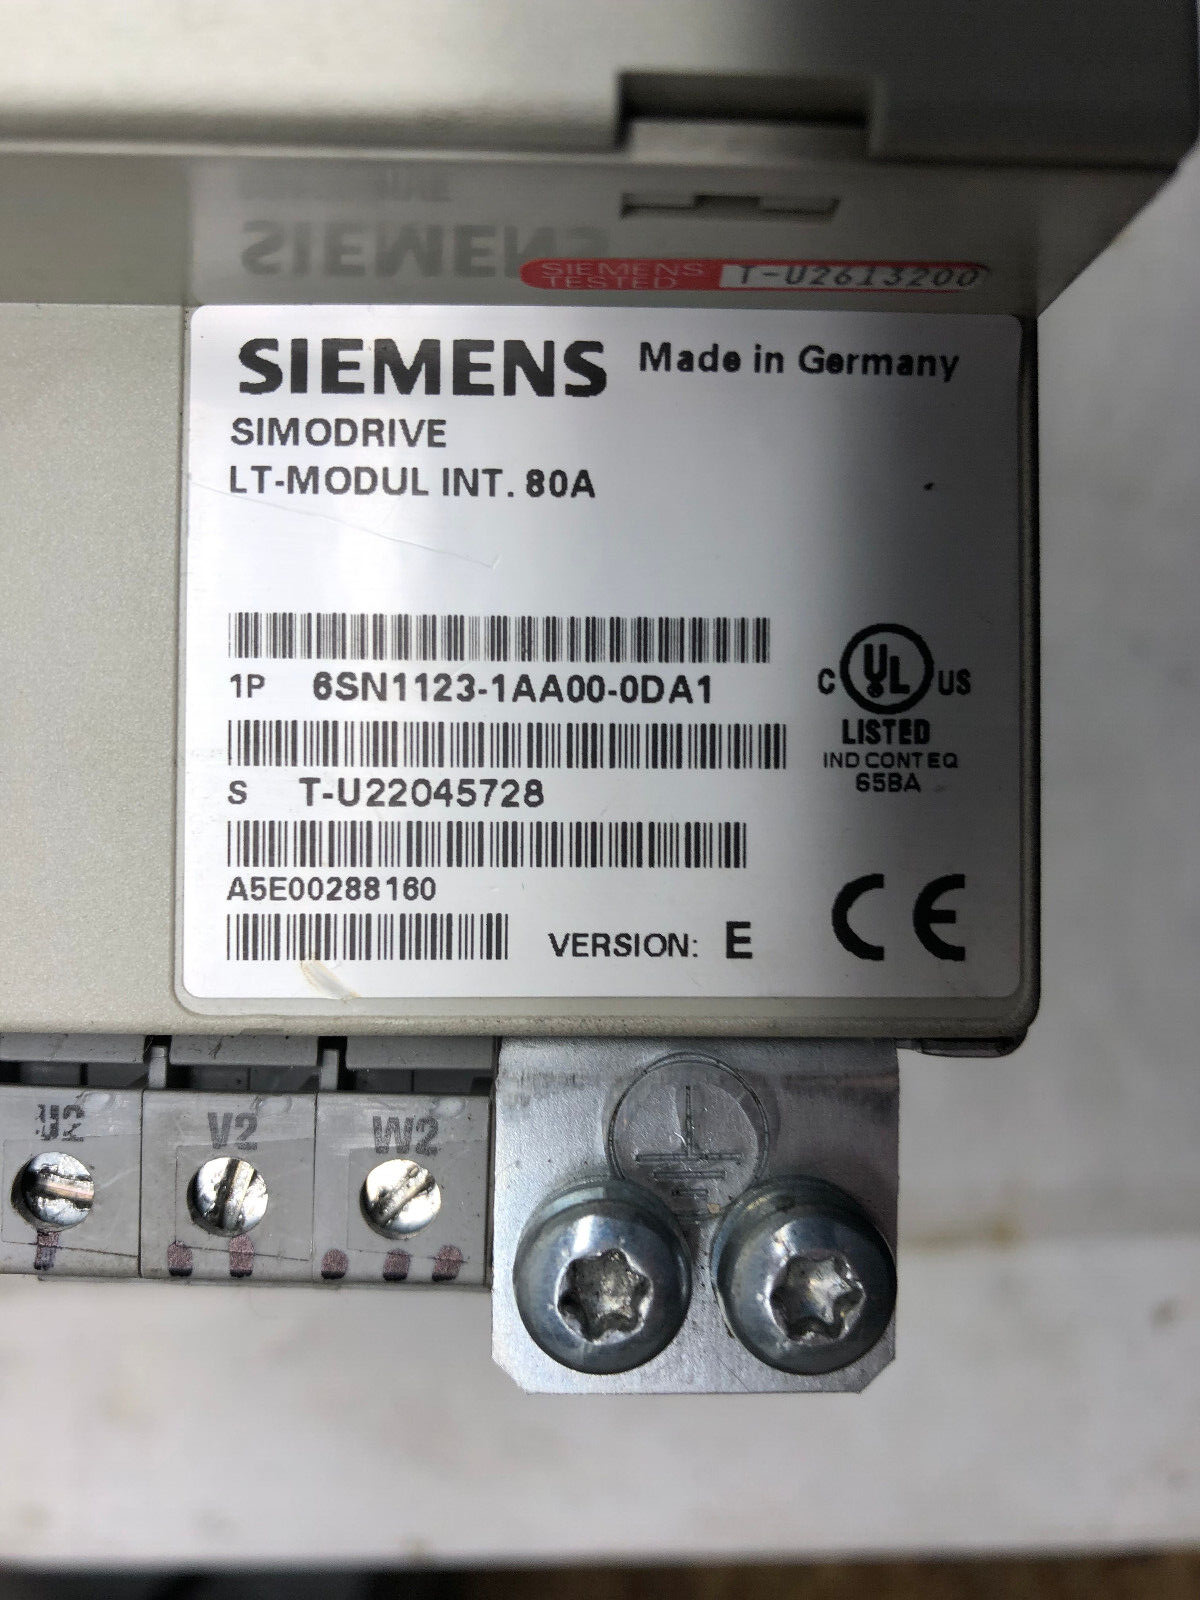 SIEMENS
SIEMENS TESTED T-U2613200
SIEMENS Made in Germany
SIMODRIVE
LT-MODUL INT. 80A
1P 6SN1123-1AA00-0DA1
S T-U22045728
A5E00288160
VERSION: E
C UL US
LISTED
IND CONT EQ
65BA
CE
U2 V2 W2